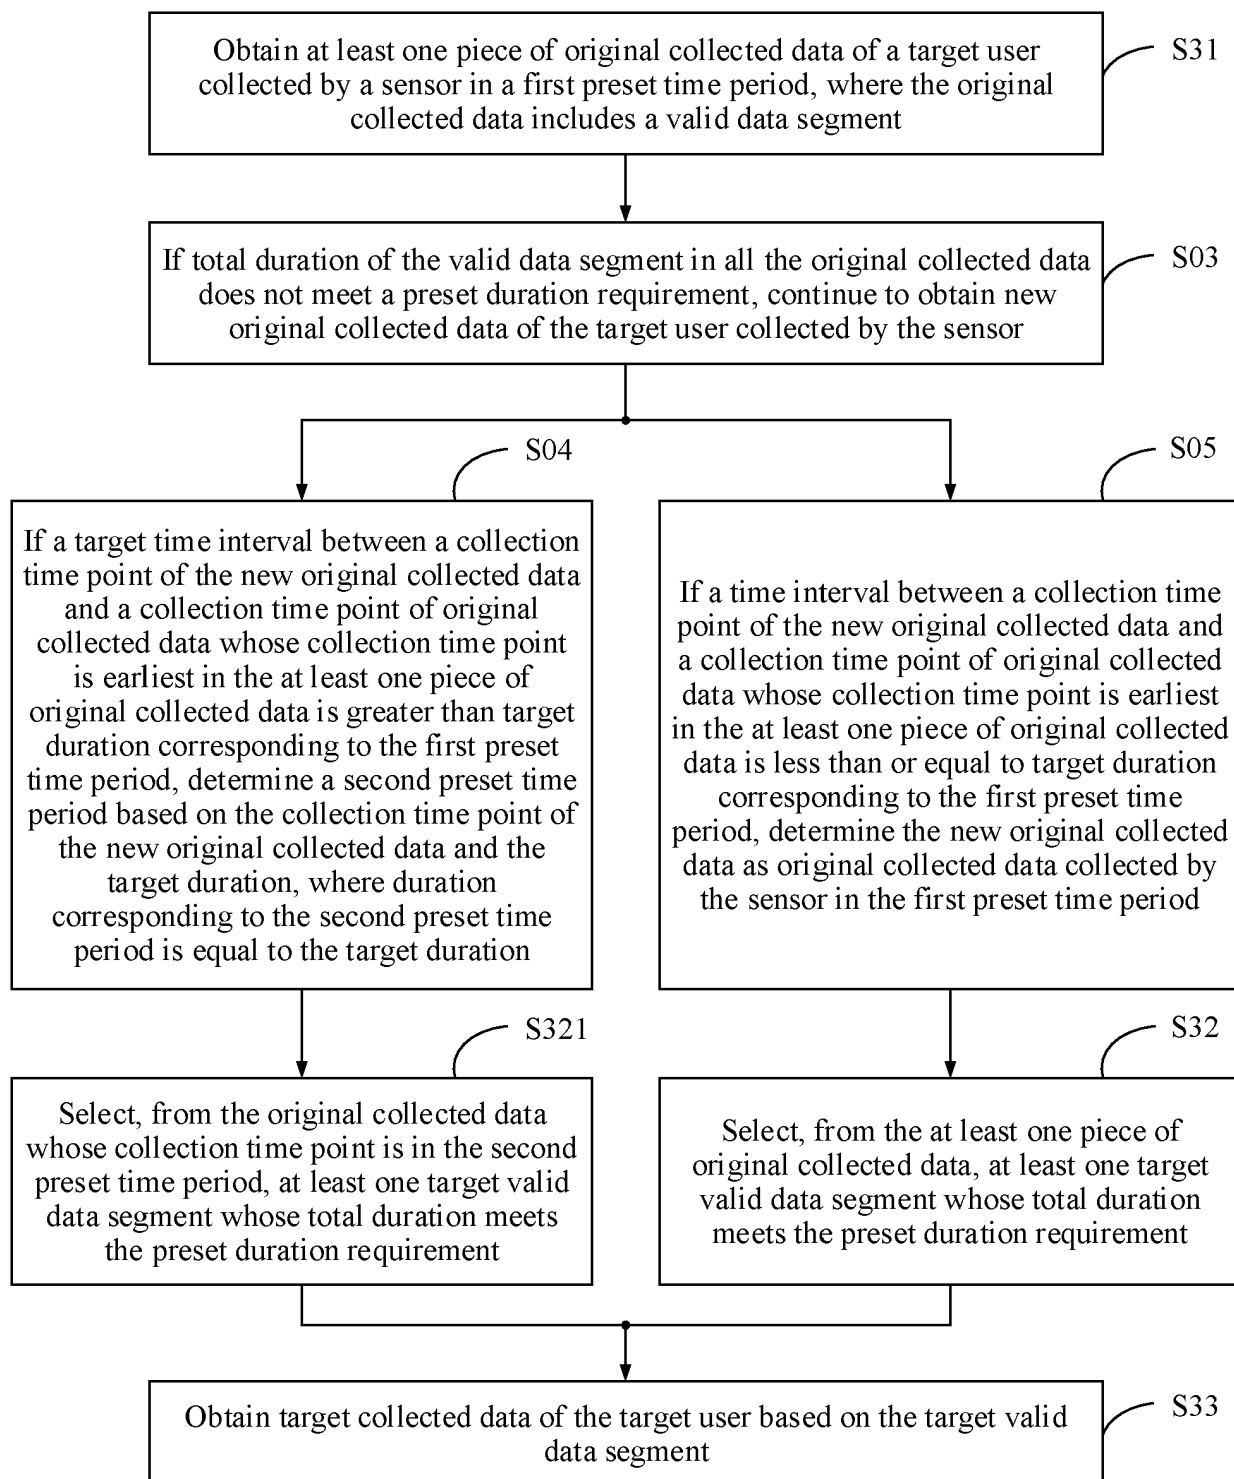 Obtain at least one piece of original collected data of a target user
collected by a sensor in a first preset time period, where the original
collected data includes a valid data segment
S31
If total duration of the valid data segment in all the original collected data
does not meet a preset duration requirement, continue to obtain new
original collected data of the target user collected by the sensor
S03
S04
If a target time interval between a collection
time point of the new original collected data
and a collection time point of original
collected data whose collection time point
is earliest in the at least one piece of
original collected data is greater than target
duration corresponding to the first preset
time period, determine a second preset time
period based on the collection time point of
the new original collected data and the
target duration, where duration
corresponding to the second preset time
period is equal to the target duration
S05
If a time interval between a collection time
point of the new original collected data and
a collection time point of original collected
data whose collection time point is earliest
in the at least one piece of original collected
data is less than or equal to target duration
corresponding to the first preset time
period, determine the new original collected
data as original collected data collected by
the sensor in the first preset time period
S321
Select, from the original collected data
whose collection time point is in the second
preset time period, at least one target valid
data segment whose total duration meets
the preset duration requirement
S32
Select, from the at least one piece of
original collected data, at least one target
valid data segment whose total duration
meets the preset duration requirement
Obtain target collected data of the target user based on the target valid
data segment
S33